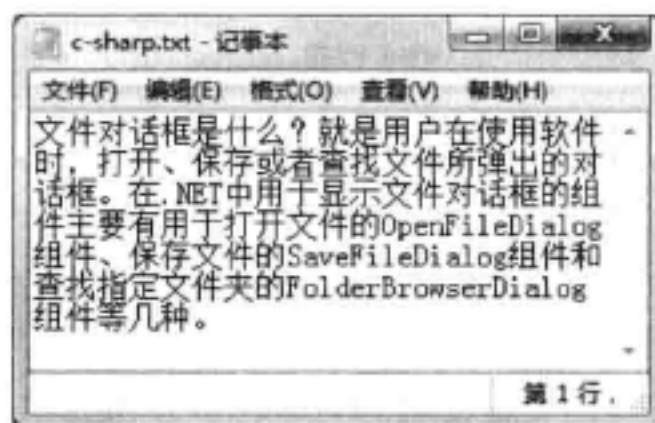 c-sharp.txt - 记事本
文件(F) 编辑(E) 格式(O) 查看(V) 帮助(H)
文件对话框是什么？就是用户在使用软件
时，打开、保存或者查找文件所弹出的对
话框。在.NET中用于显示文件对话框的组
件主要有用于打开文件的OpenFileDialog
组件、保存文件的SaveFileDialog组件和
查找指定文件夹的FolderBrowserDialog
组件等几种。
第 1 行，